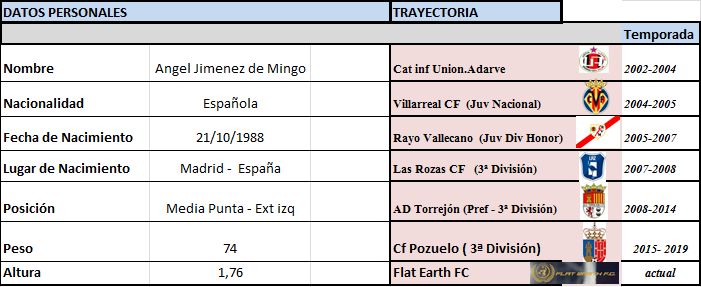 DATOS PERSONALES TRAYECTORIA
Temporada
Nombre Angel Jimenez de Mingo Cat inf Union.Adarve 2002-2004
Nacionalidad Española Villarreal CF (Juv Nacional) 2004-2005
Fecha de Nacimiento 21/10/1988 Rayo Vallecano (Juv Div Honor) 2005-2007
Lugar de Nacimiento Madrid - España Las Rozas CF (3ª División) 2007-2008
Posición Media Punta - Ext izq AD Torrejón (Pref - 3ª División) 2008-2014
Peso 74 Cf Pozuelo ( 3ª División) 2015- 2019
Altura 1,76 Flat Earth FC FLAT EARTH F.C. actual